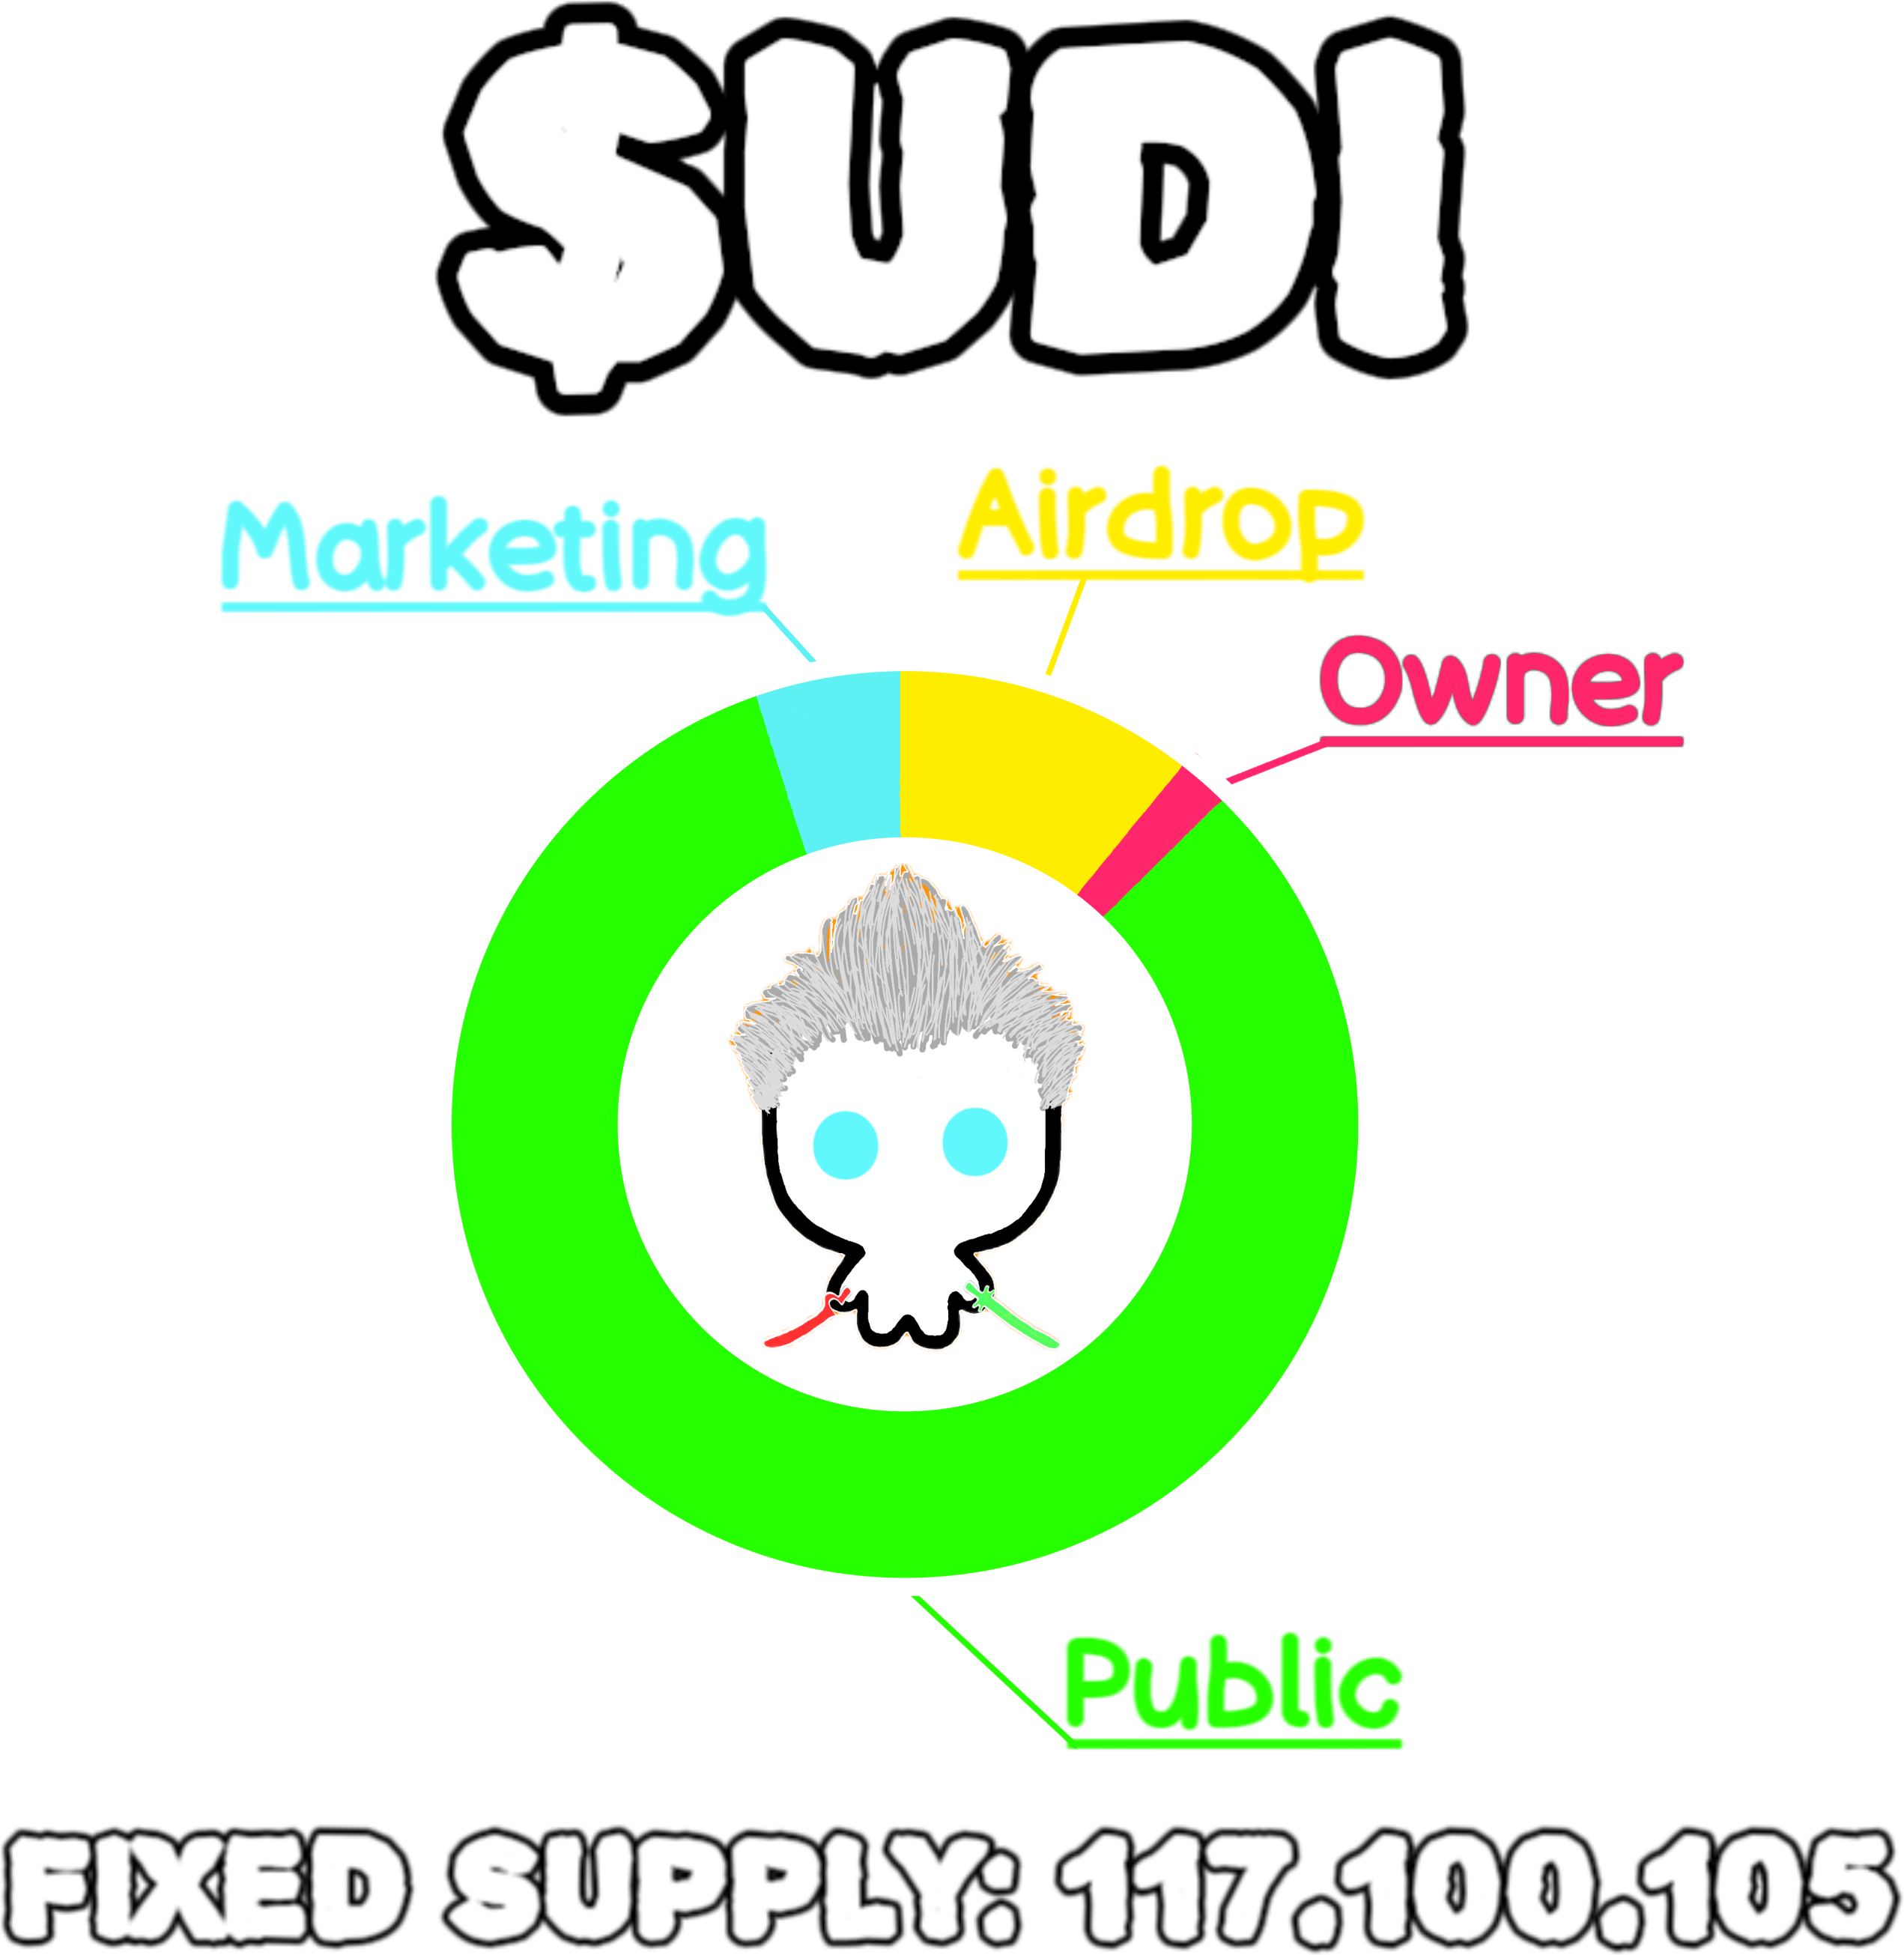 $UDI
Marketing
Airdrop
Owner
Public
FIXED SUPPLY: 117.100.105